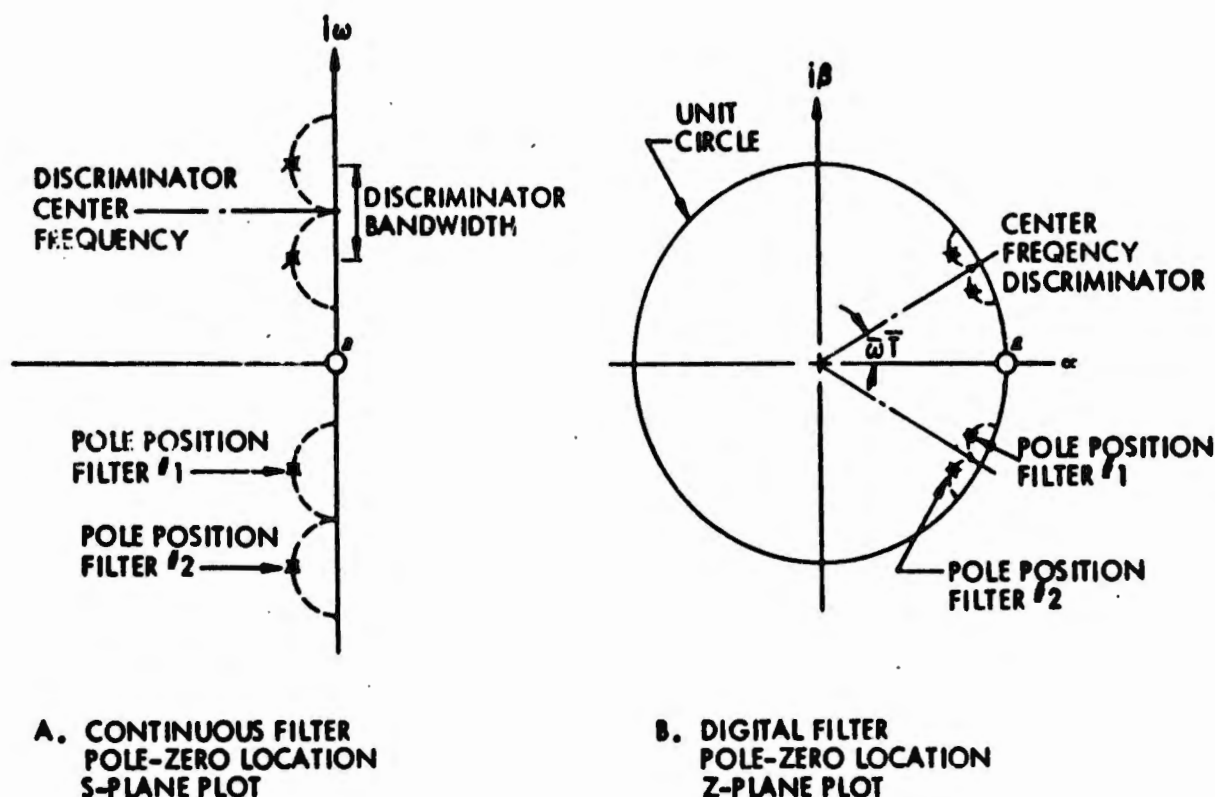 iω
DISCRIMINATOR
CENTER
FREQUENCY
DISCRIMINATOR
BANDWIDTH
2
POLE POSITION
FILTER #1
POLE POSITION
FILTER #2
A. CONTINUOUS FILTER
POLE-ZERO LOCATION
S-PLANE PLOT
iβ
UNIT
CIRCLE
CENTER
FREQENCY
DISCRIMINATOR
ω̅T̅
2
α
POLE POSITION
FILTER #1
POLE POSITION
FILTER #2
B. DIGITAL FILTER
POLE-ZERO LOCATION
Z-PLANE PLOT